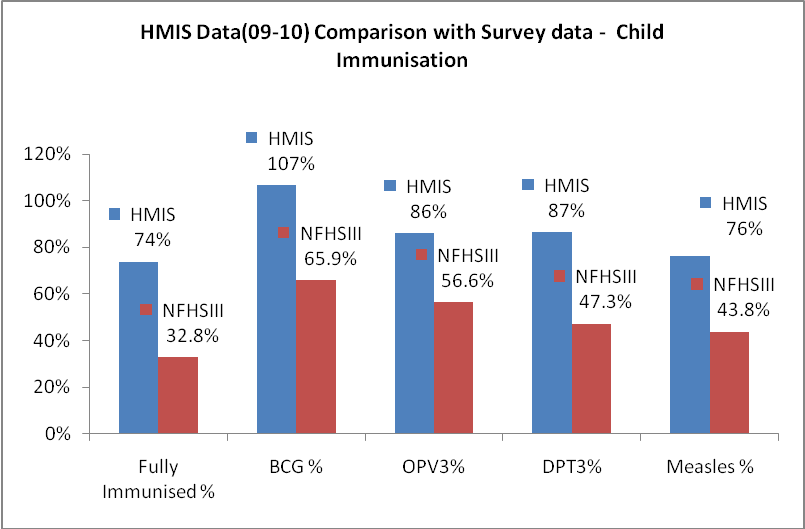 HMIS Data(09-10) Comparison with Survey data -  Child
Immunisation
120%
100%
80%
60%
40%
20%
0%
HMIS
74%
NFHSIII
32.8%
HMIS
107%
NFHSIII
65.9%
HMIS
86%
NFHSIII
56.6%
HMIS
87%
NFHSIII
47.3%
HMIS
76%
NFHSIII
43.8%
Fully
Immunised %
BCG %
OPV3%
DPT3%
Measles %